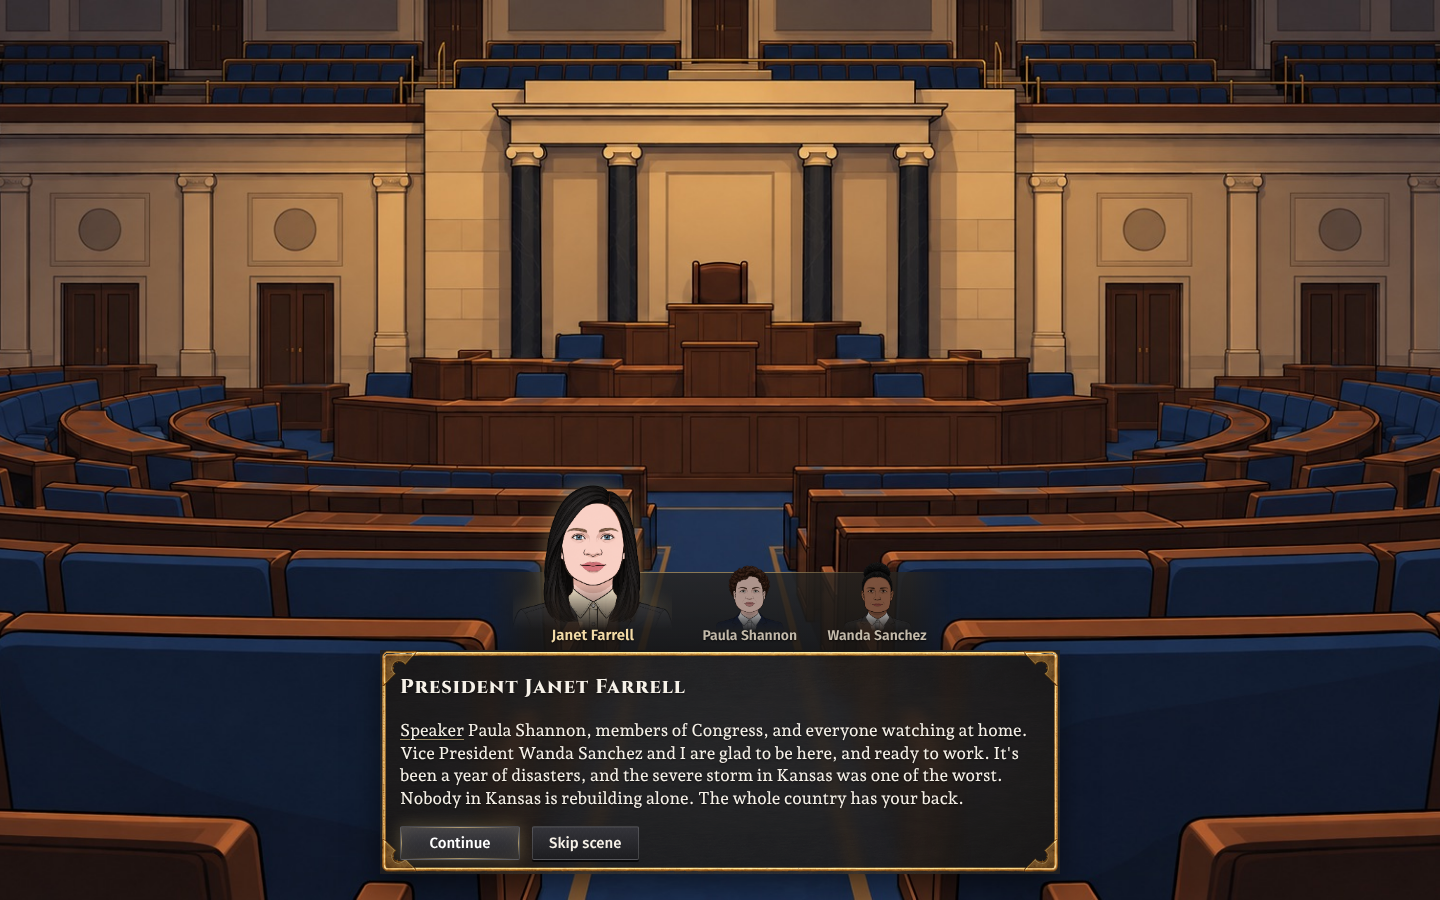 Janet Farrell
Paula Shannon
Wanda Sanchez
President Janet Farrell
Speaker Paula Shannon, members of Congress, and everyone watching at home.
Vice President Wanda Sanchez and I are glad to be here, and ready to work. It's
been a year of disasters, and the severe storm in Kansas was one of the worst.
Nobody in Kansas is rebuilding alone. The whole country has your back.
Continue
Skip scene